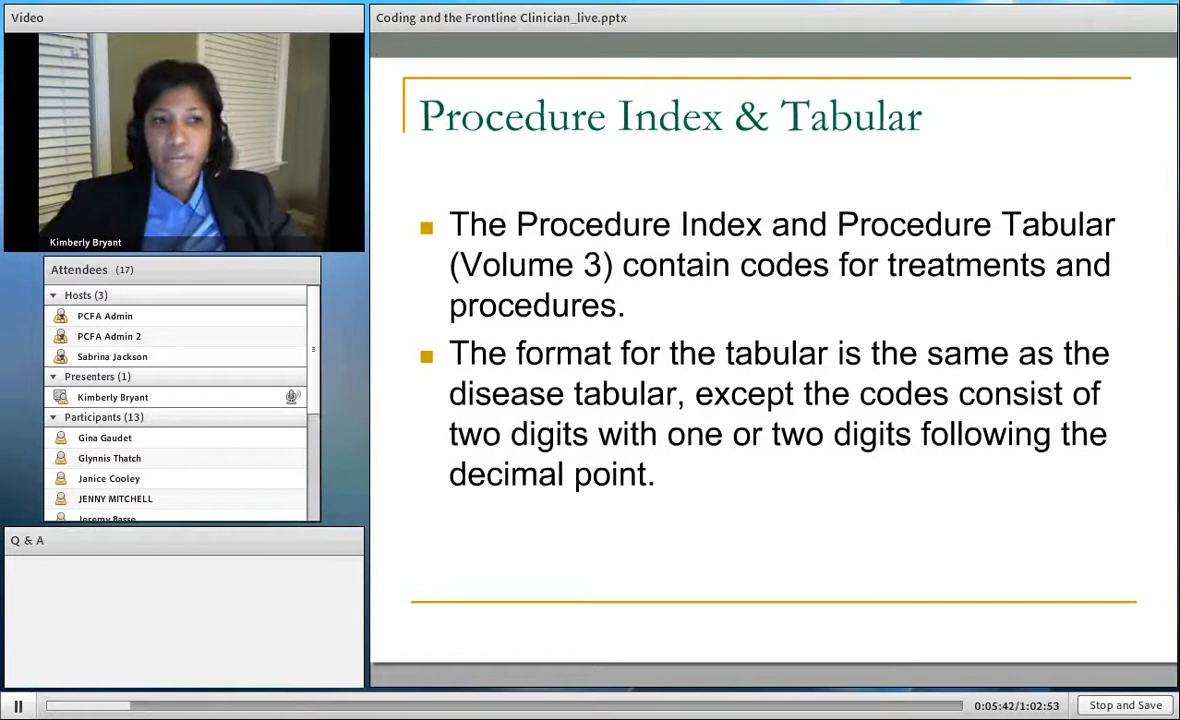 Video
Kimberly Bryant
Attendees (17)
Hosts (3)
PCFA Admin
PCFA Admin 2
Sabrina Jackson
Presenters (1)
Kimberly Bryant
Participants (13)
Gina Gaudet
Glynnis Thatch
Janice Cooley
JENNY MITCHELL
Jeremy Basse
Q & A
Coding and the Frontline Clinician_live.pptx
Procedure Index & Tabular
The Procedure Index and Procedure Tabular
(Volume 3) contain codes for treatments and
procedures.
The format for the tabular is the same as the
disease tabular, except the codes consist of
two digits with one or two digits following the
decimal point.
0:05:42/1:02:53
Stop and Save